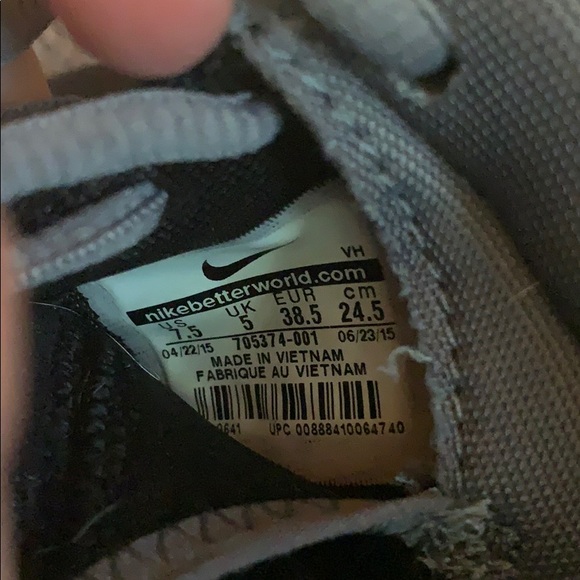 VH
nikebetterworld.com
US UK EUR cm
7.5 5 38.5 24.5
04/22/15 705374-001 06/23/15
MADE IN VIETNAM
FABRIQUE AU VIETNAM
UPC 00888410064740